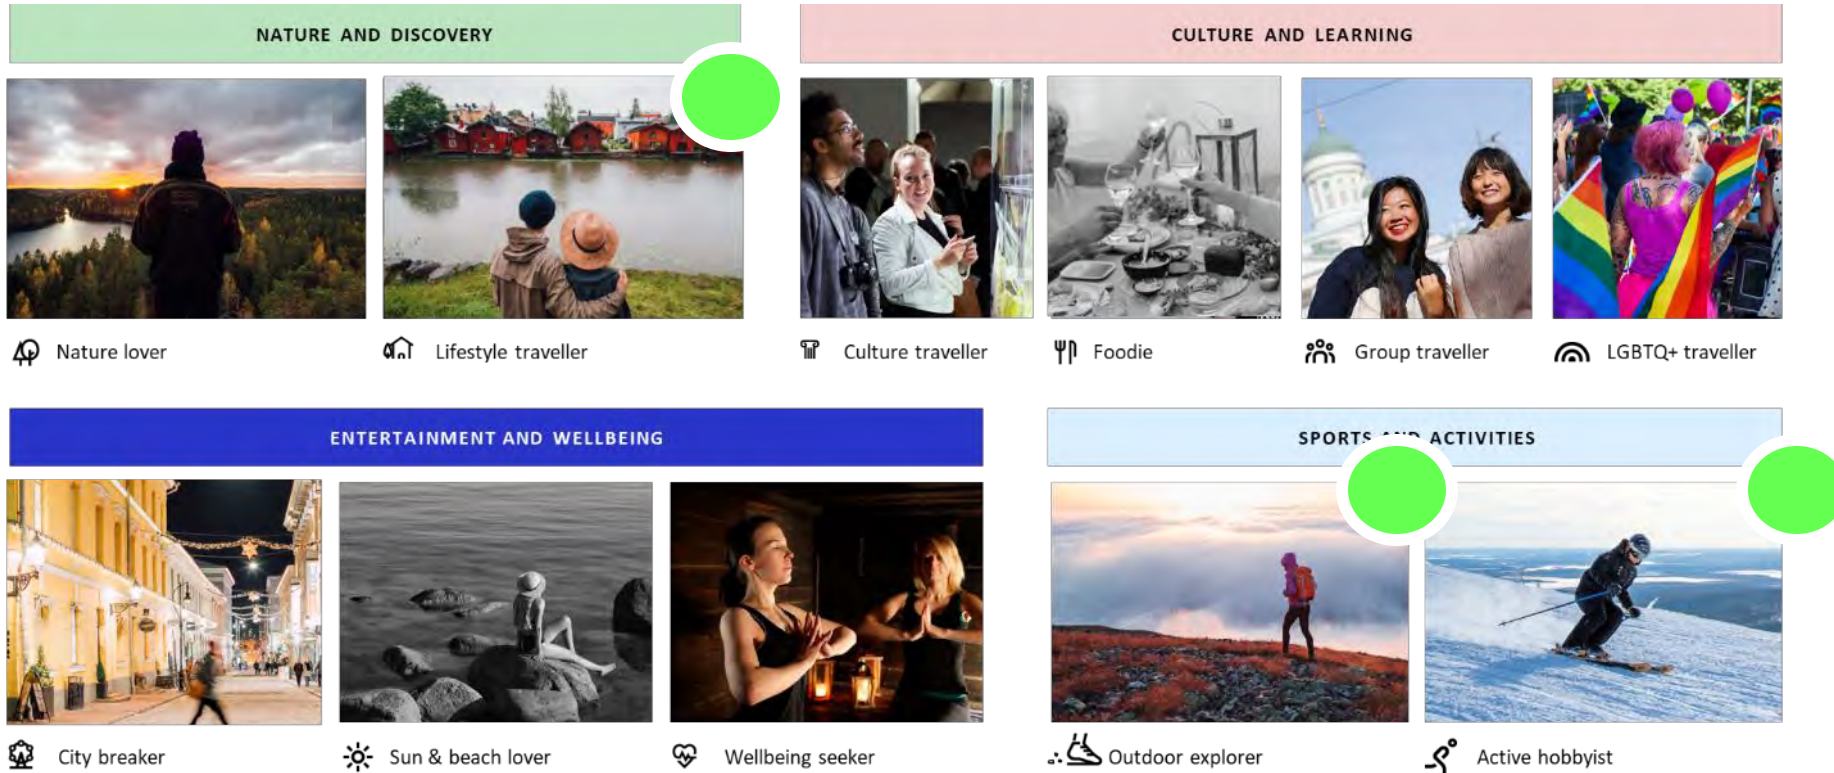 NATURE AND DISCOVERY
CULTURE AND LEARNING
Nature lover
Lifestyle traveller
Culture traveller
Foodie
Group traveller
LGBTQ+ traveller
ENTERTAINMENT AND WELLBEING
SPORTS AND ACTIVITIES
City breaker
Sun & beach lover
Wellbeing seeker
Outdoor explorer
Active hobbyist